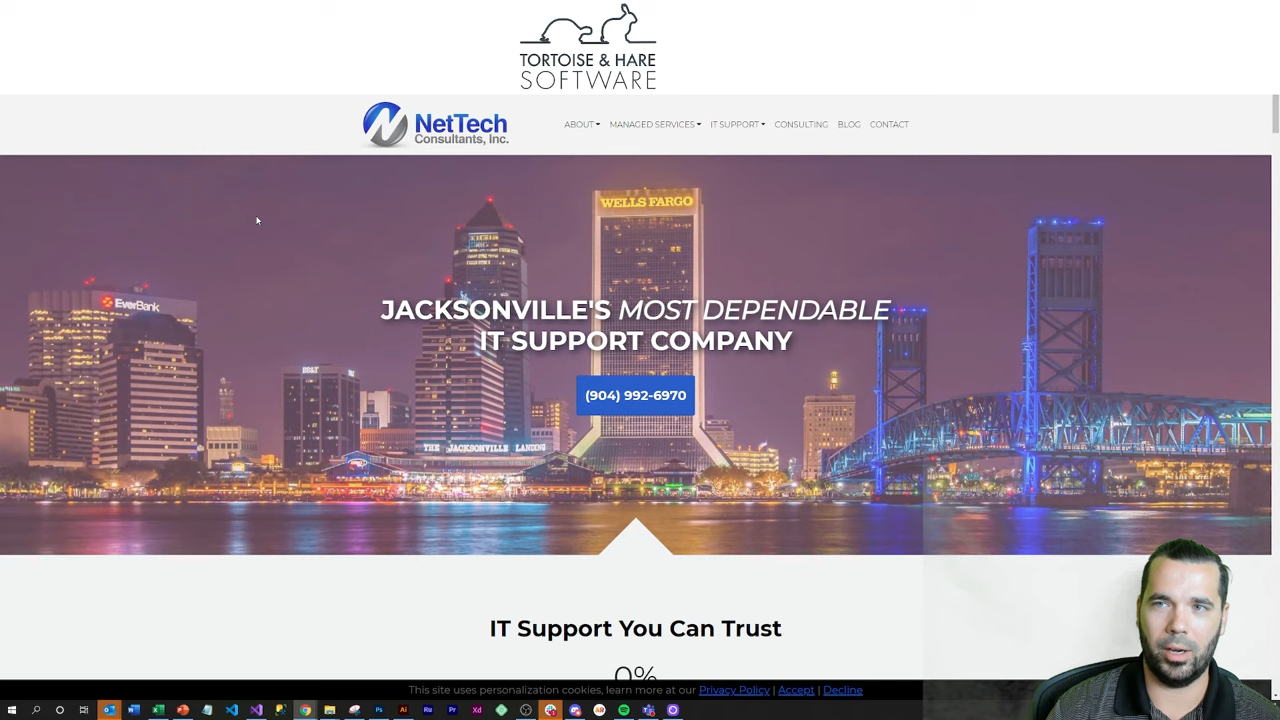 TORTOISE & HARE
SOFTWARE
NetTech
Consultants, Inc.
ABOUT MANAGED SERVICES IT SUPPORT CONSULTING BLOG CONTACT
WELLS FARGO
EverBank
BB&T
JACKSONVILLE'S MOST DEPENDABLE
IT SUPPORT COMPANY
(904) 992-6970
THE JACKSONVILLE LANDING
IT Support You Can Trust
0%
This site uses personalization cookies, learn more at our Privacy Policy | Accept | Decline